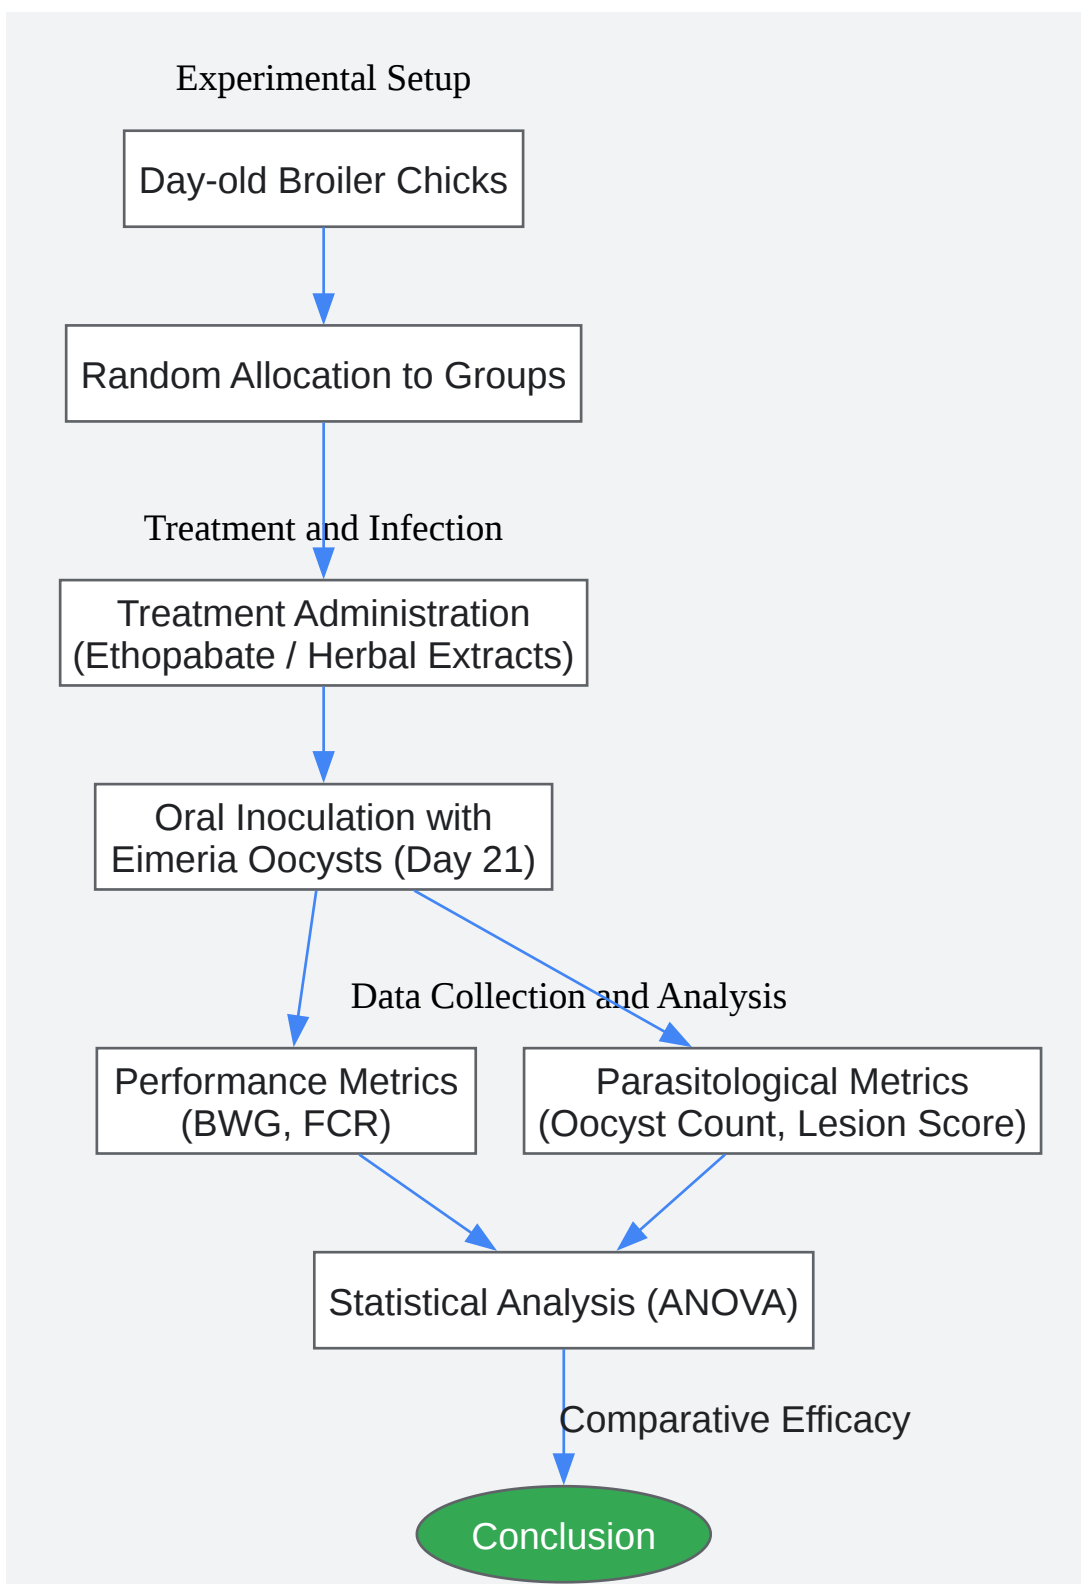 Experimental Setup
Day-old Broiler Chicks
Random Allocation to Groups
Treatment and Infection
Treatment Administration
(Ethopabate / Herbal Extracts)
Oral Inoculation with
Eimeria Oocysts (Day 21)
Data Collection and Analysis
Performance Metrics
(BWG, FCR)
Parasitological Metrics
(Oocyst Count, Lesion Score)
Statistical Analysis (ANOVA)
Comparative Efficacy
Conclusion